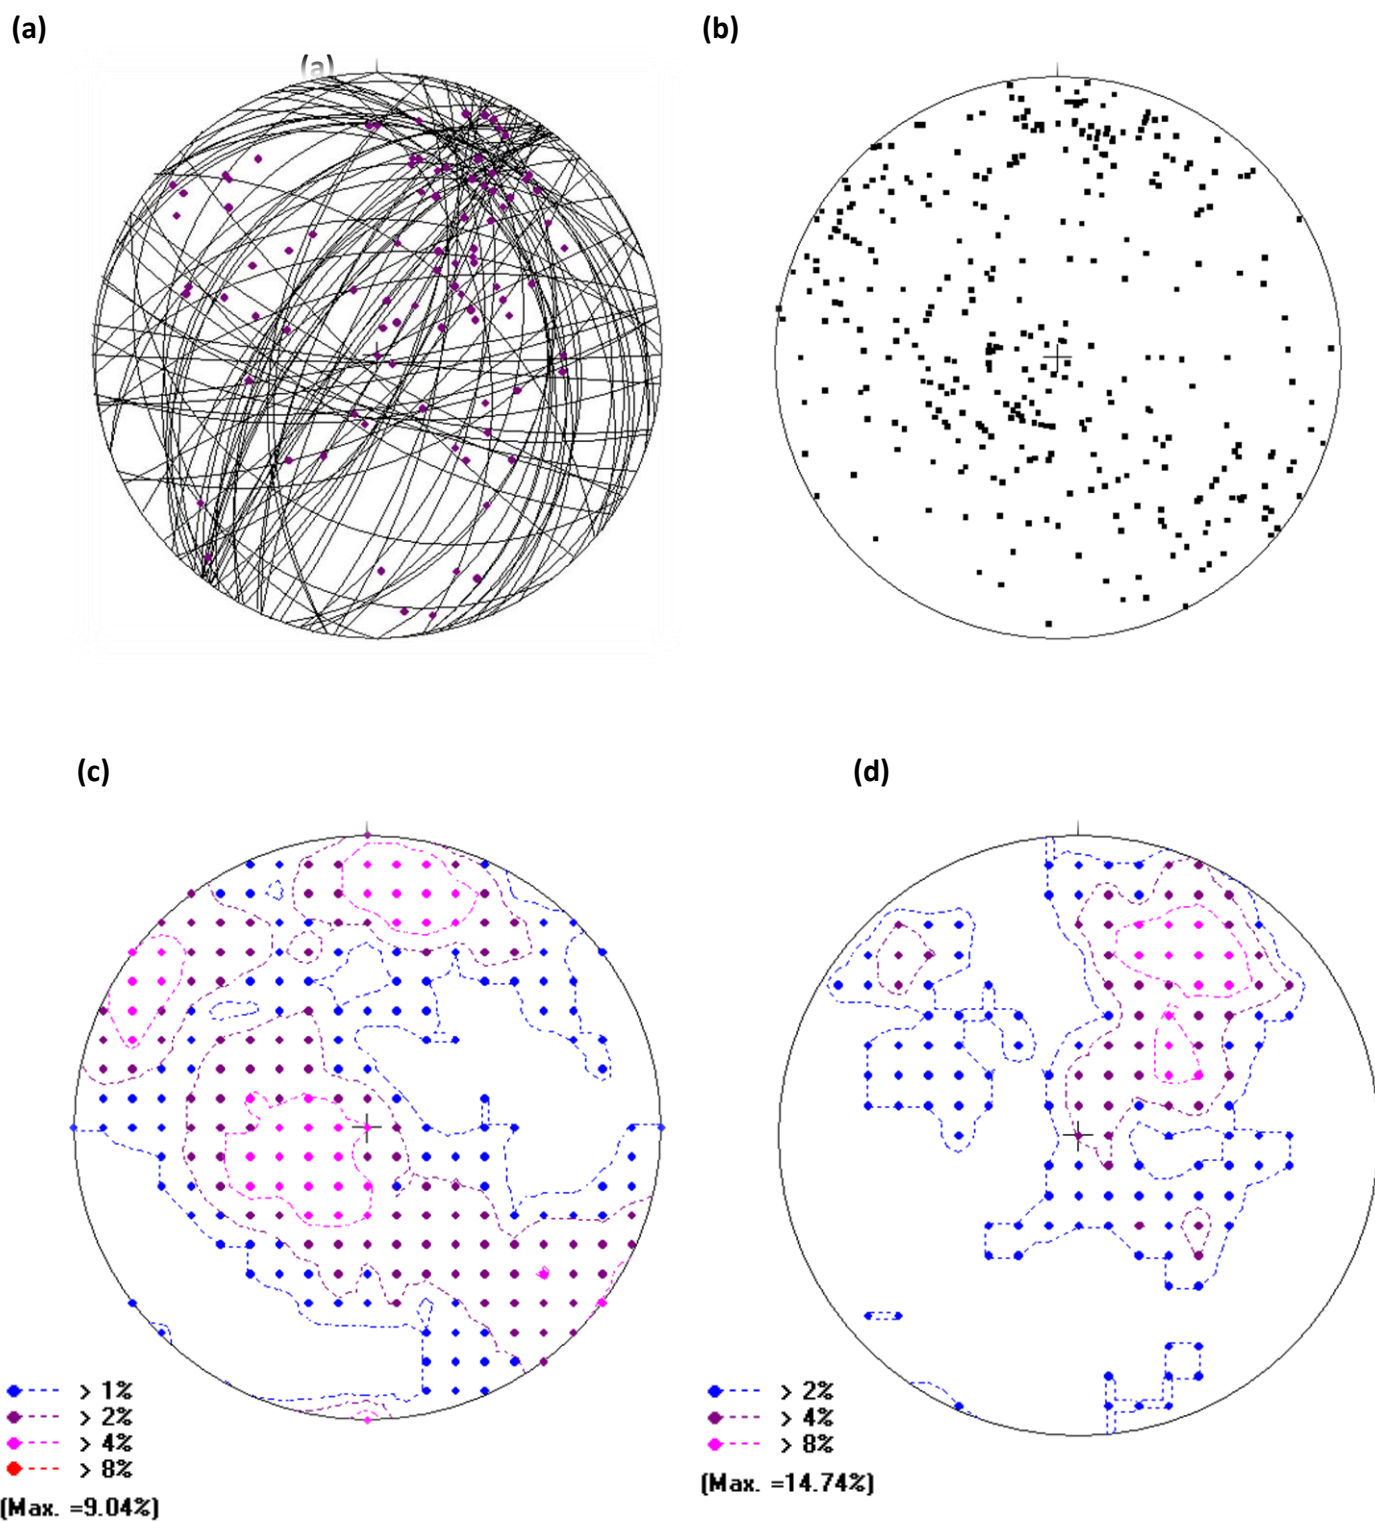 (a)
(b)
(a)
(c)
(d)
> 1%
> 2%
> 4%
> 8%
(Max. =9.04%)
> 2%
> 4%
> 8%
(Max. =14.74%)